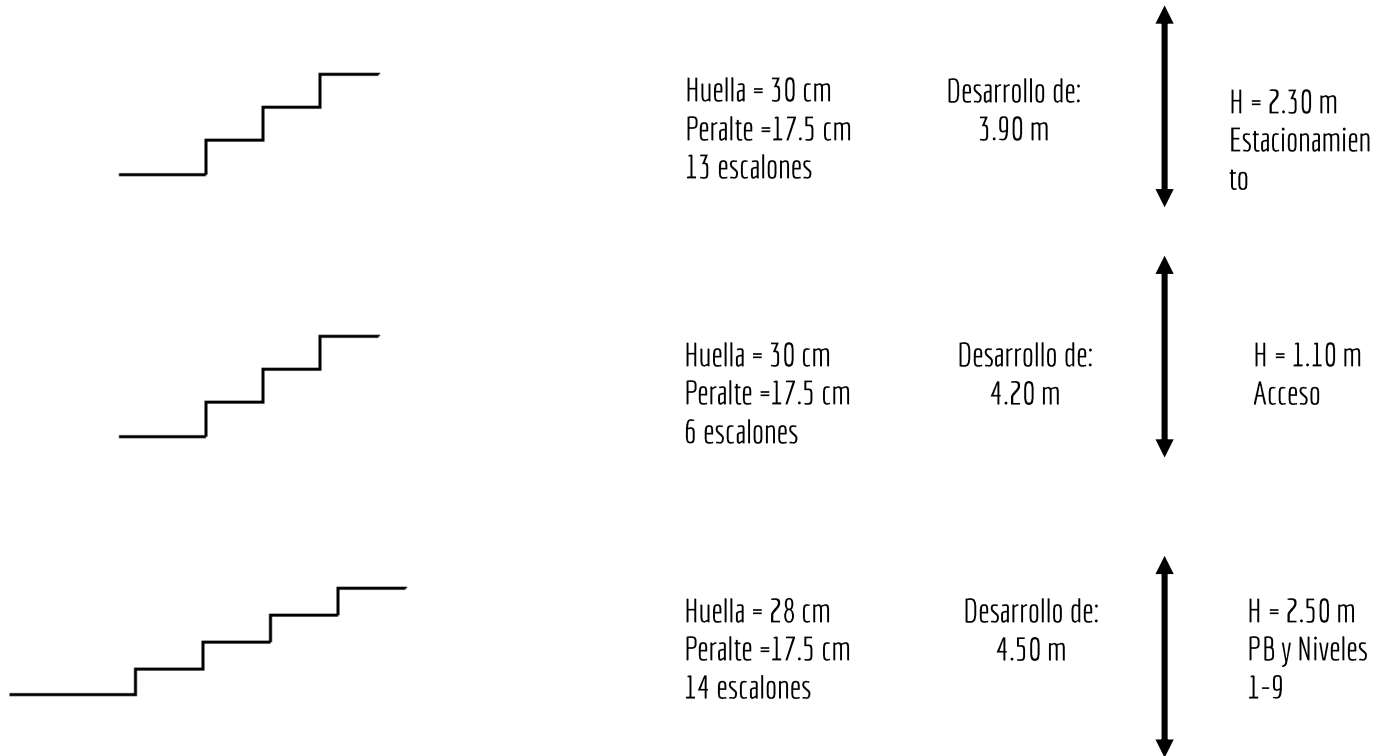 Huella = 30 cm
Peralte =17.5 cm
13 escalones
Desarrollo de:
3.90 m
H = 2.30 m
Estacionamien
to
Huella = 30 cm
Peralte =17.5 cm
6 escalones
Desarrollo de:
4.20 m
H = 1.10 m
Acceso
Huella = 28 cm
Peralte =17.5 cm
14 escalones
Desarrollo de:
4.50 m
H = 2.50 m
PB y Niveles
1-9